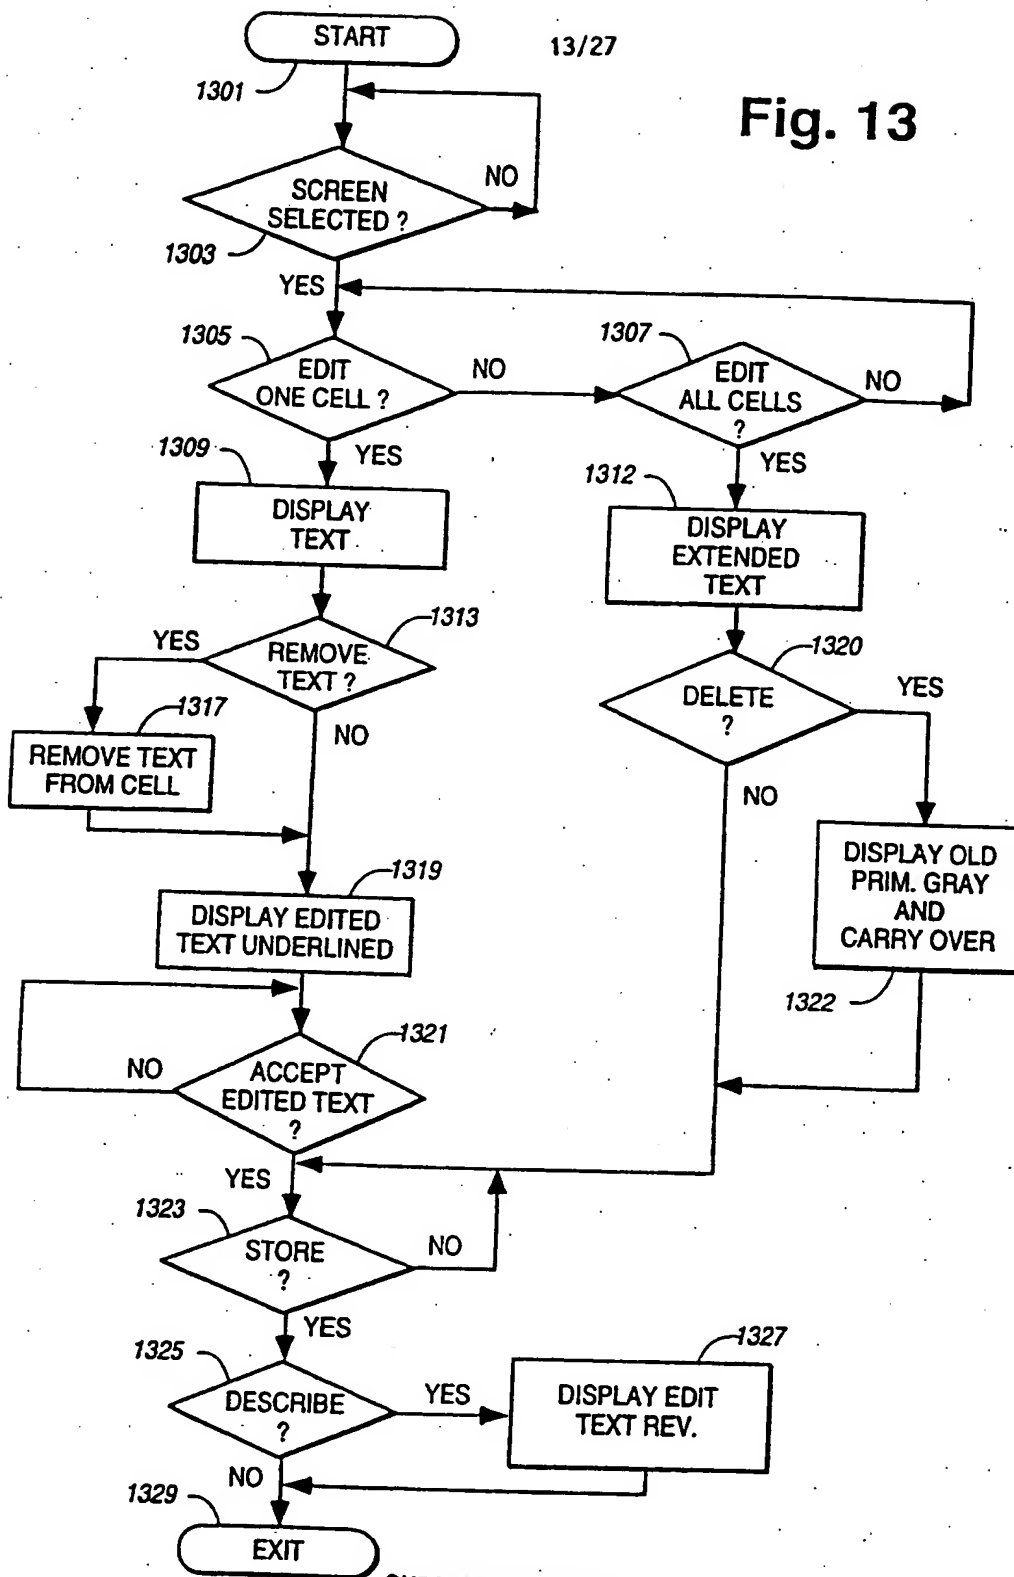 START
13/27
1301
Fig. 13
NO
SCREEN
SELECTED ?
1303
YES
1305
EDIT
ONE CELL ?
NO
1307
EDIT
ALL CELLS
?
NO
YES
1309
DISPLAY
TEXT
YES
1312
DISPLAY
EXTENDED
TEXT
1313
YES
REMOVE
TEXT ?
NO
1317
REMOVE TEXT
FROM CELL
1320
DELETE
?
YES
NO
DISPLAY OLD
PRIM. GRAY
AND
CARRY OVER
1322
1319
DISPLAY EDITED
TEXT UNDERLINED
1321
NO
ACCEPT
EDITED TEXT
?
YES
1323
STORE
?
NO
YES
1325
DESCRIBE
?
YES
1327
DISPLAY EDIT
TEXT REV.
NO
1329
EXIT